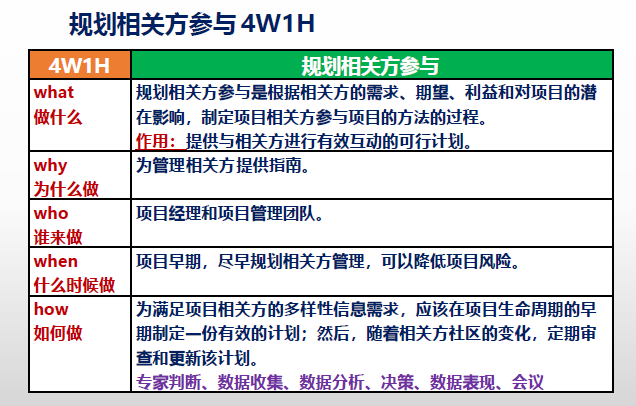 规划相关方参与 4W1H
4W1H
规划相关方参与
what
做什么
规划相关方参与是根据相关方的需求、期望、利益和对项目的潜
在影响，制定项目相关方参与项目的方法的过程。
作用：提供与相关方进行有效互动的可行计划。
why
为什么做
为管理相关方提供指南。
who
谁来做
项目经理和项目管理团队。
when
什么时候做
项目早期，尽早规划相关方管理，可以降低项目风险。
how
如何做
为满足项目相关方的多样性信息需求，应该在项目生命周期的早
期制定一份有效的计划；然后，随着相关方社区的变化，定期审
查和更新该计划。
专家判断、数据收集、数据分析、决策、数据表现、会议